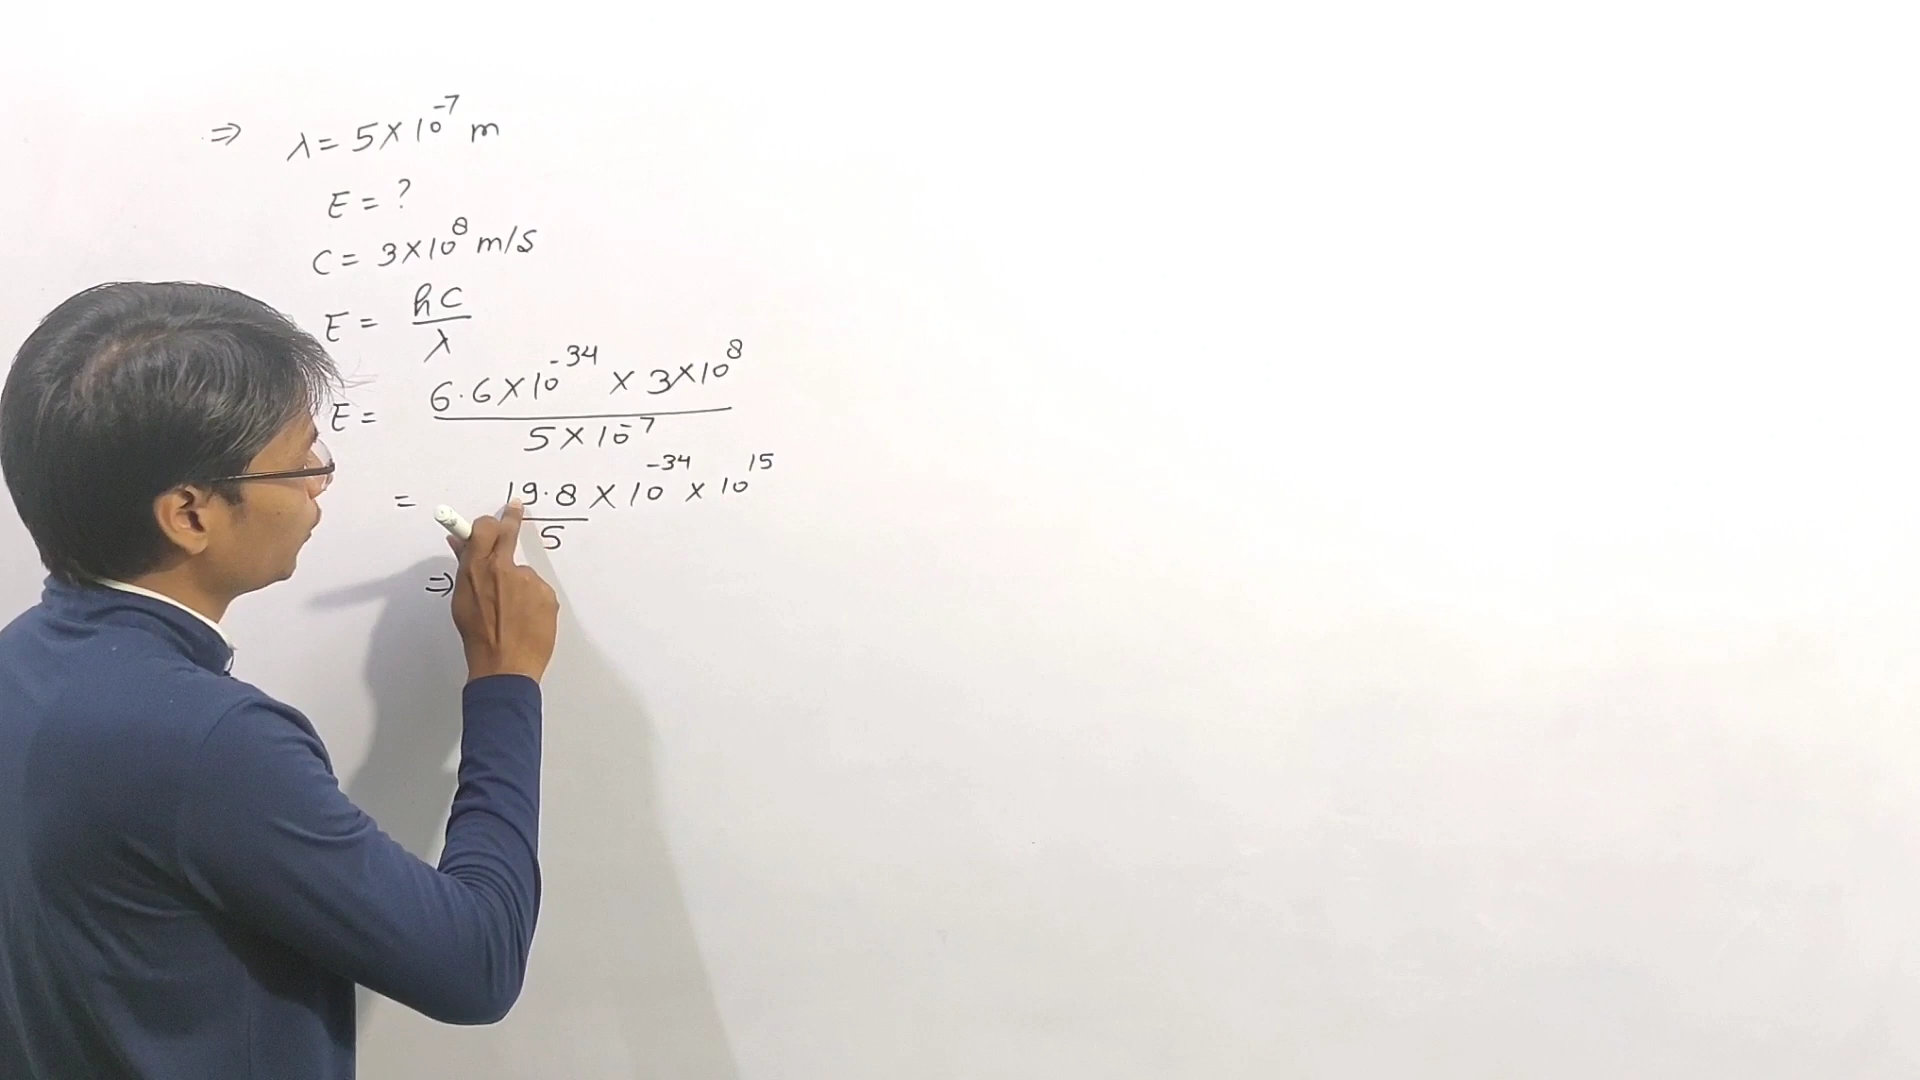 ⇒ λ = 5×10⁻⁷ m
E = ?
C = 3×10⁸ m/s
E = hc/λ
E = 6.6×10⁻³⁴ × 3×10⁸ / 5×10⁻⁷
= 19.8/5 × 10⁻³⁴ × 10¹⁵
⇒